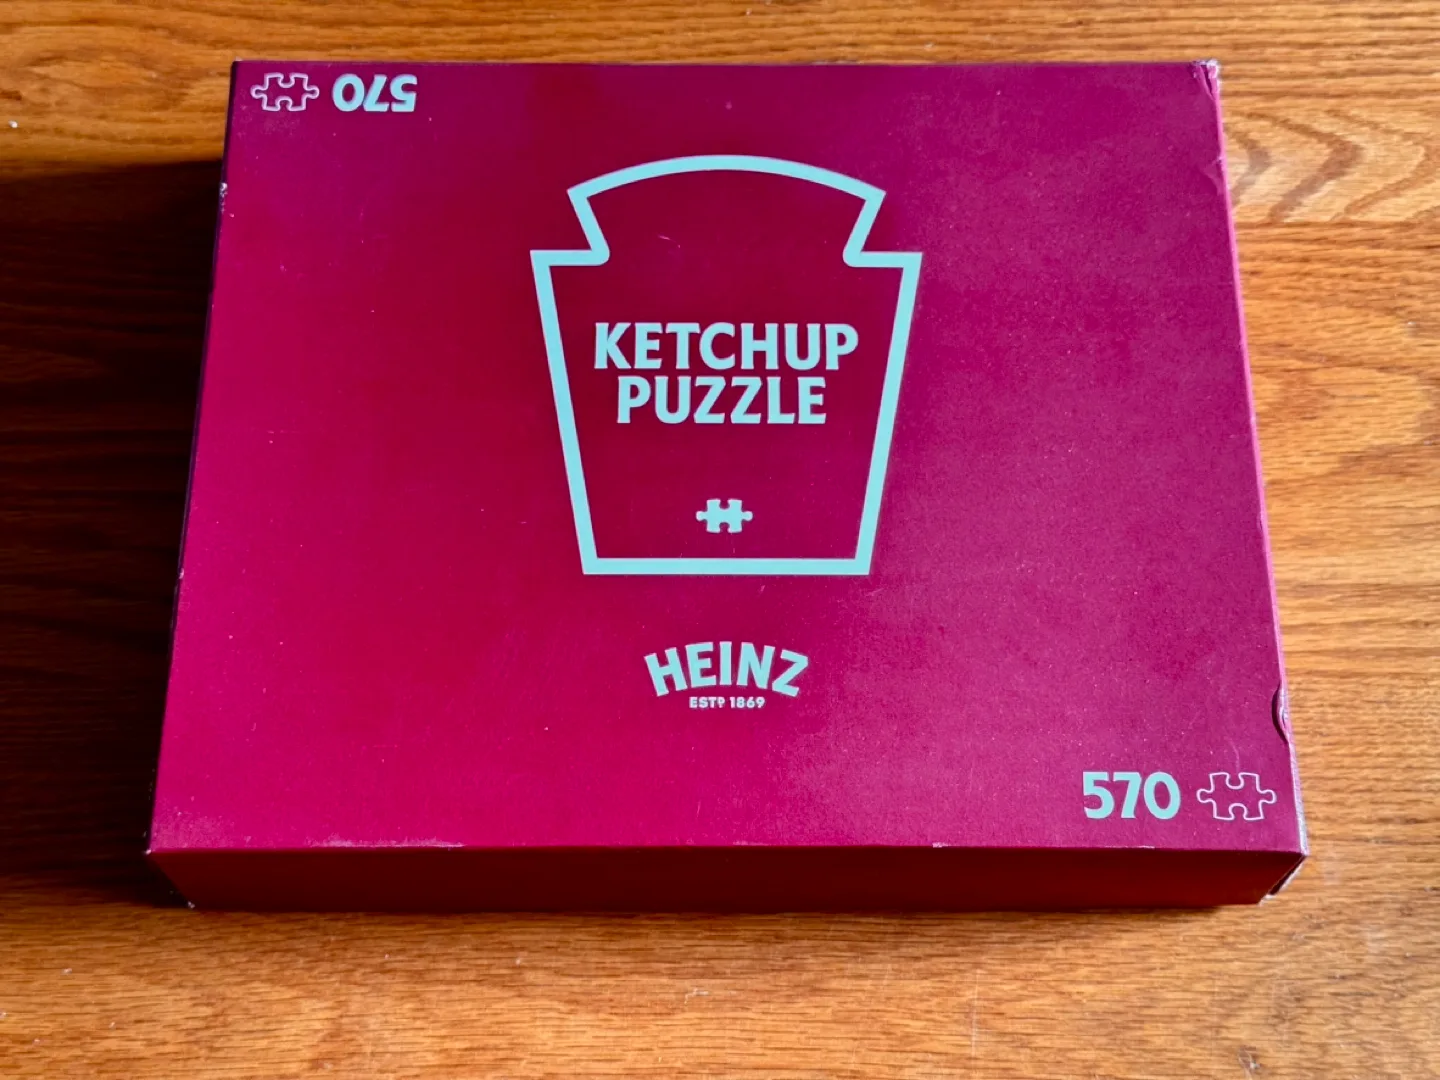 570
KETCHUP
PUZZLE
HEINZ
ESTD 1869
570